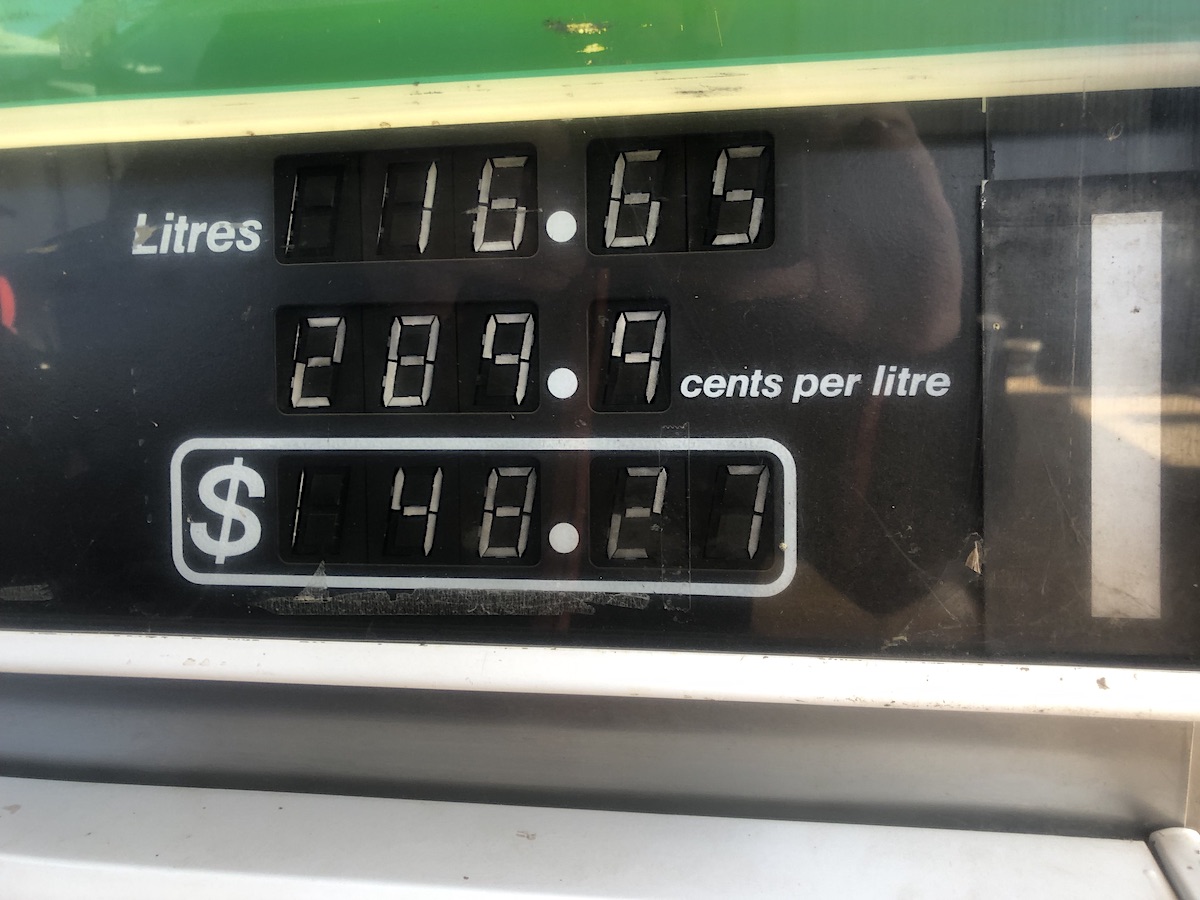 Litres 16.65
289.9 cents per litre
$ 48.27